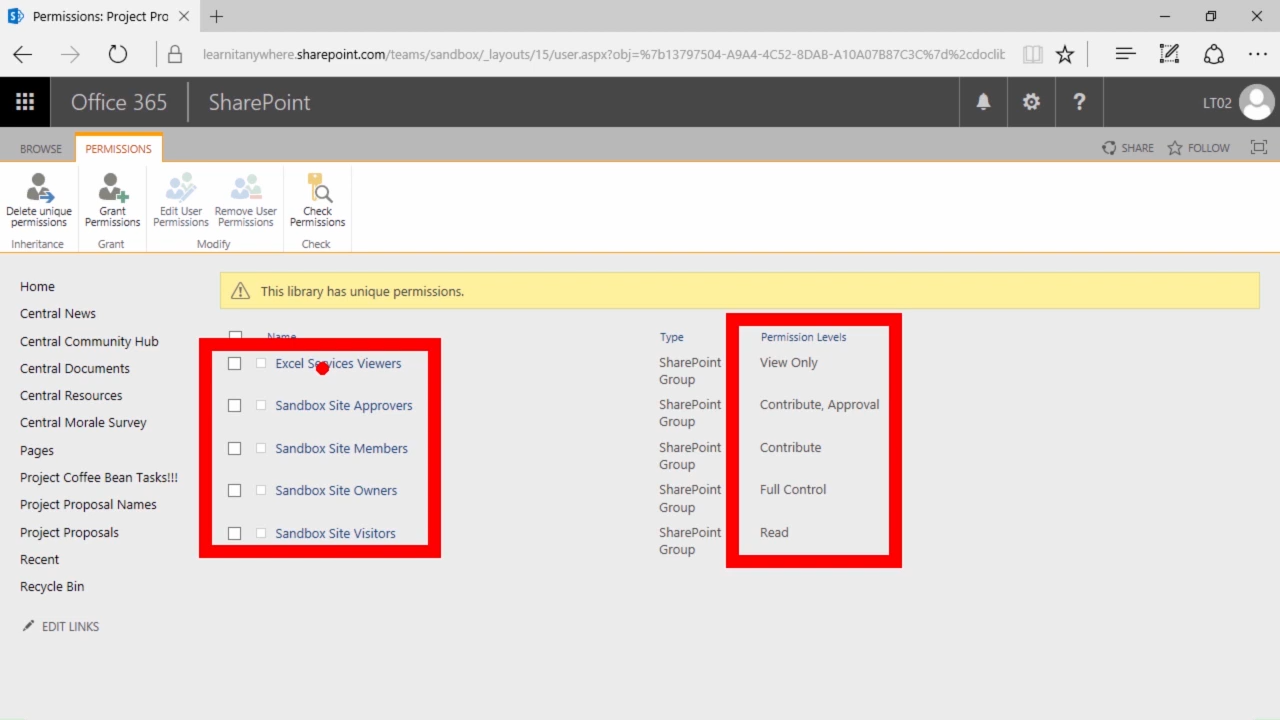 Permissions: Project Pro
learnitanywhere.sharepoint.com/teams/sandbox/_layouts/15/user.aspx?obj=%7b13797504-A9A4-4C52-8DAB-A10A07B87C3C%7d%2cdoclib
Office 365 SharePoint ? LT02
BROWSE PERMISSIONS SHARE FOLLOW
Delete unique permissions
Grant Permissions
Edit User Permissions
Remove User Permissions
Check Permissions
Inheritance Grant Modify Check
Home
Central News
Central Community Hub
Central Documents
Central Resources
Central Morale Survey
Pages
Project Coffee Bean Tasks!!!
Project Proposal Names
Project Proposals
Recent
Recycle Bin
EDIT LINKS
This library has unique permissions.
Name Type Permission Levels
Excel Services Viewers SharePoint Group View Only
Sandbox Site Approvers SharePoint Group Contribute, Approval
Sandbox Site Members SharePoint Group Contribute
Sandbox Site Owners SharePoint Group Full Control
Sandbox Site Visitors SharePoint Group Read